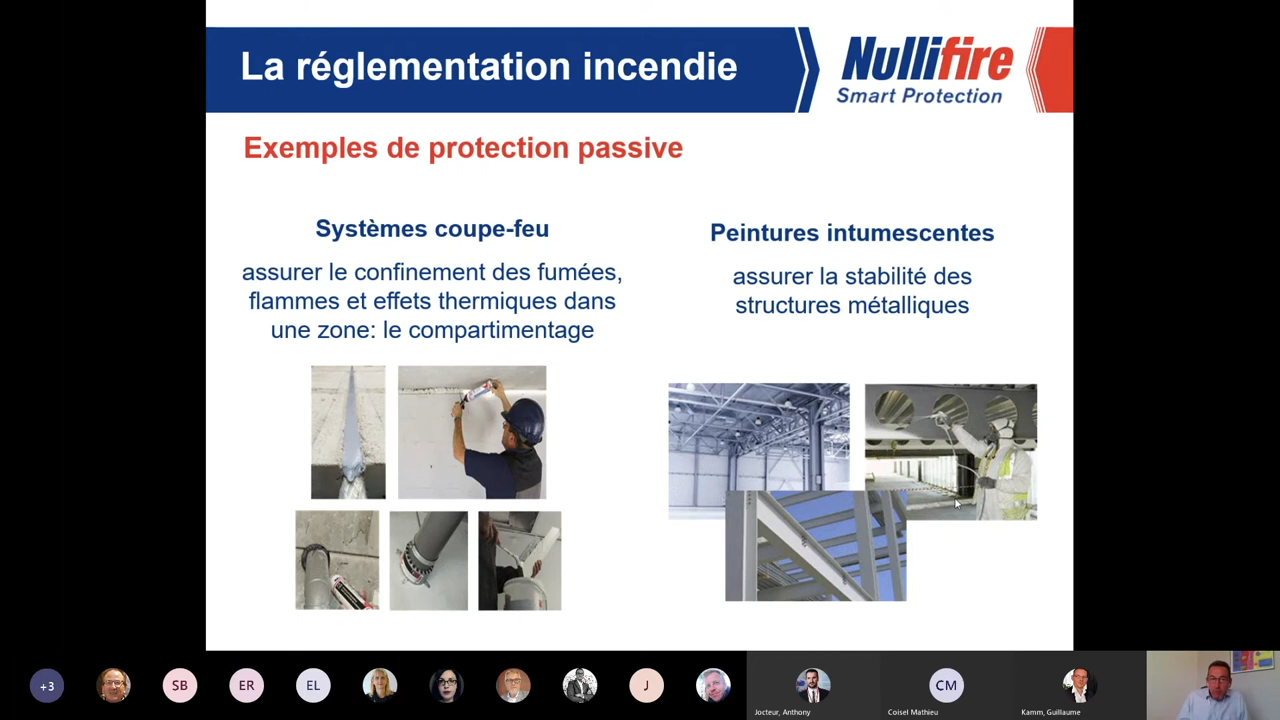 La réglementation incendie
Nullifire
Smart Protection
Exemples de protection passive
Systèmes coupe-feu
assurer le confinement des fumées,
flammes et effets thermiques dans
une zone: le compartimentage
Peintures intumescentes
assurer la stabilité des
structures métalliques
+3
SB
ER
EL
J
CM
Jocteur, Anthony
Coisel Mathieu
Kamm, Guillaume